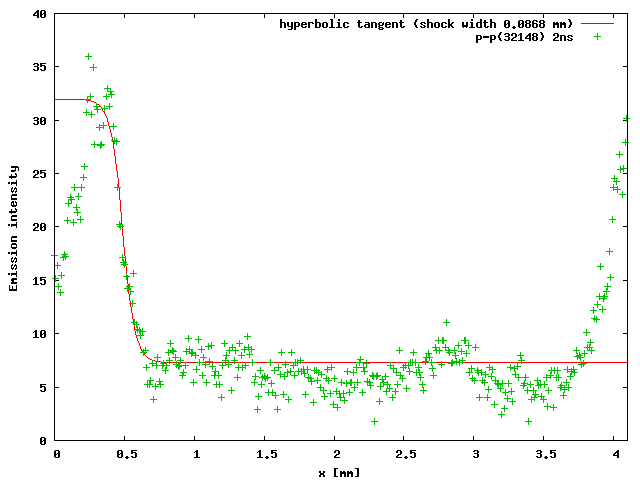 hyperbolic tangent (shock width 0.0868 mm)
p-p(32148) 2ns
40
35
30
25
20
15
10
5
0
Emission intensity
0 0.5 1 1.5 2 2.5 3 3.5 4
x [mm]